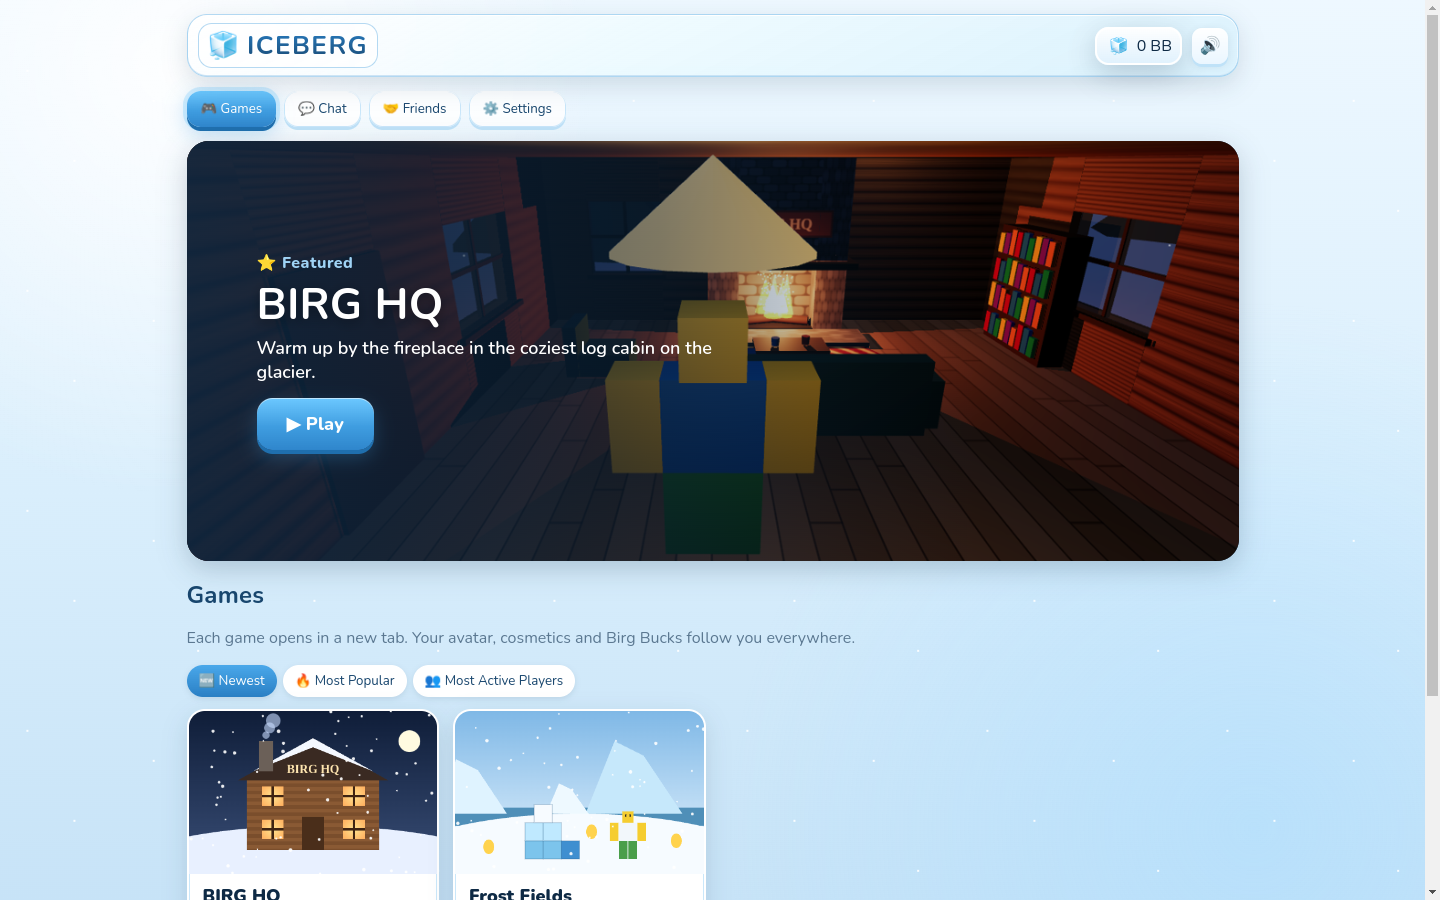 ICEBERG
0 BB
Games
Chat
Friends
Settings
HQ
Featured
BIRG HQ
Warm up by the fireplace in the coziest log cabin on the
glacier.
▶ Play
Games
Each game opens in a new tab. Your avatar, cosmetics and Birg Bucks follow you everywhere.
Newest
Most Popular
Most Active Players
BIRG HQ
BIRG HQ
Frost Fields